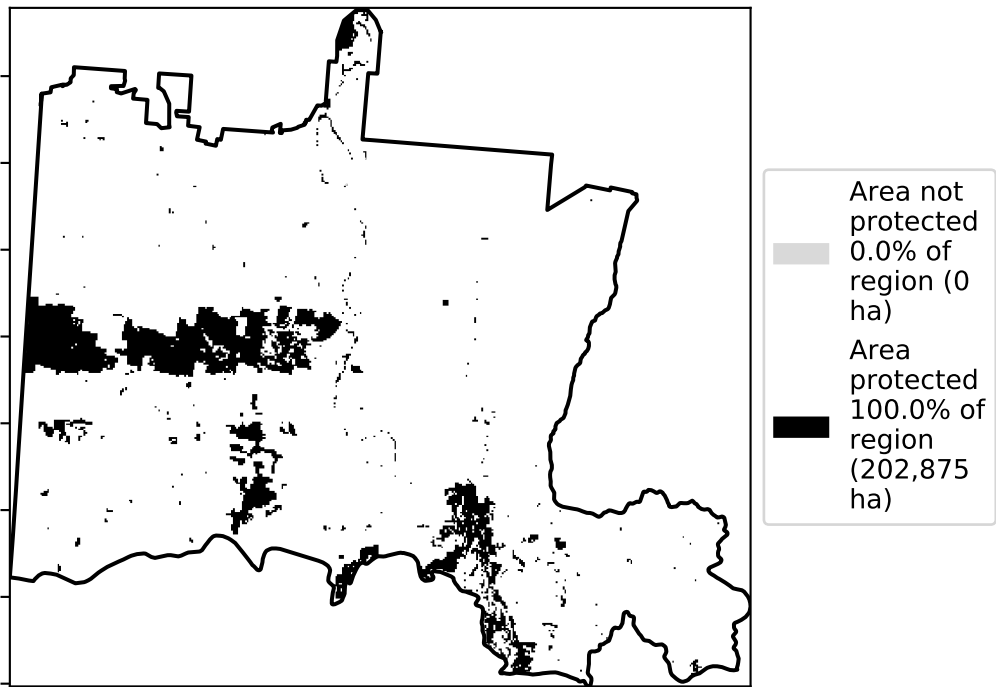 Area not
protected
0.0% of
region (0
ha)
Area
protected
100.0% of
region
(202,875
ha)